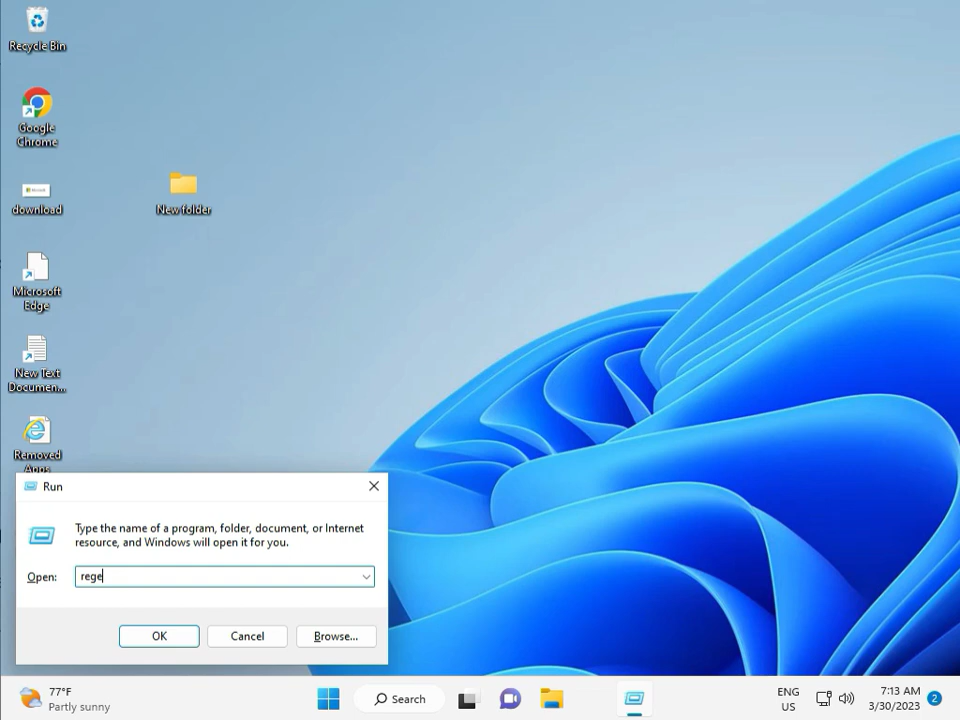 Recycle Bin
Google
Chrome
download
New folder
Microsoft
Edge
New Text
Documen...
Removed
Apps
Run
Type the name of a program, folder, document, or Internet
resource, and Windows will open it for you.
Open:
rege
OK
Cancel
Browse...
77°F
Partly sunny
Search
ENG
US
7:13 AM
3/30/2023
2